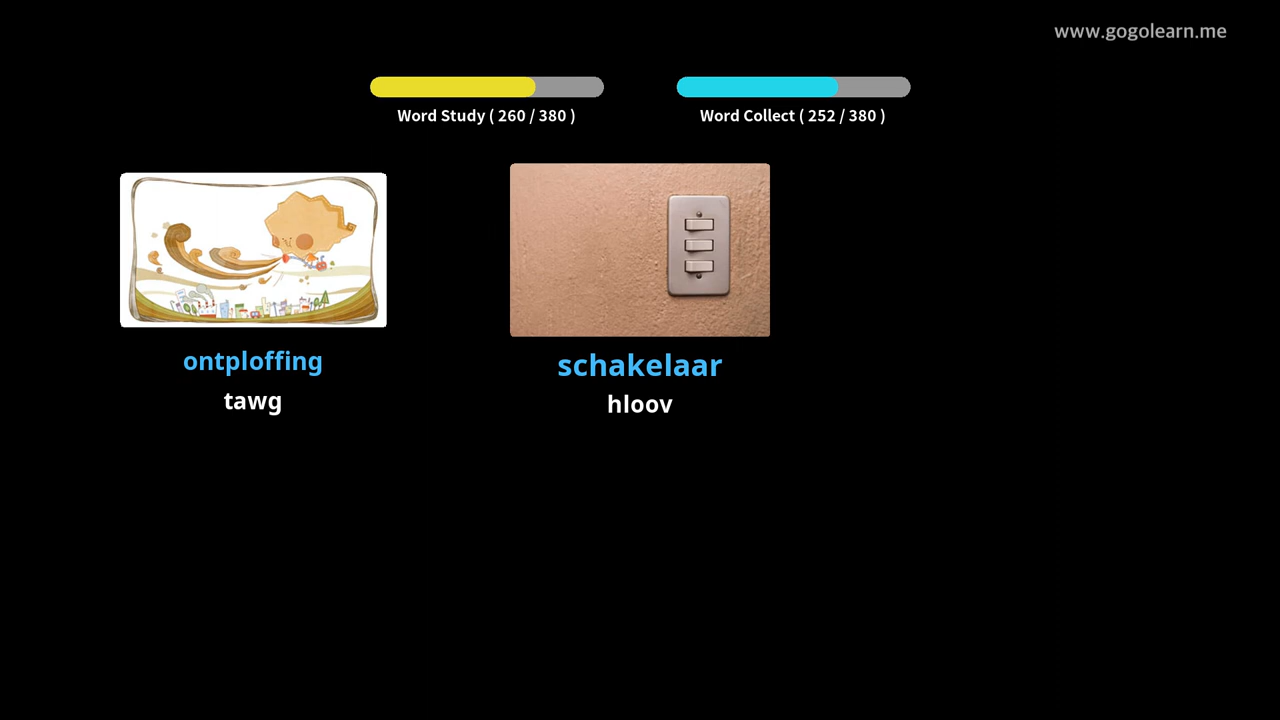 www.gogolearn.me
Word Study ( 260 / 380 )
Word Collect ( 252 / 380 )
ontploffing
tawg
schakelaar
hloov